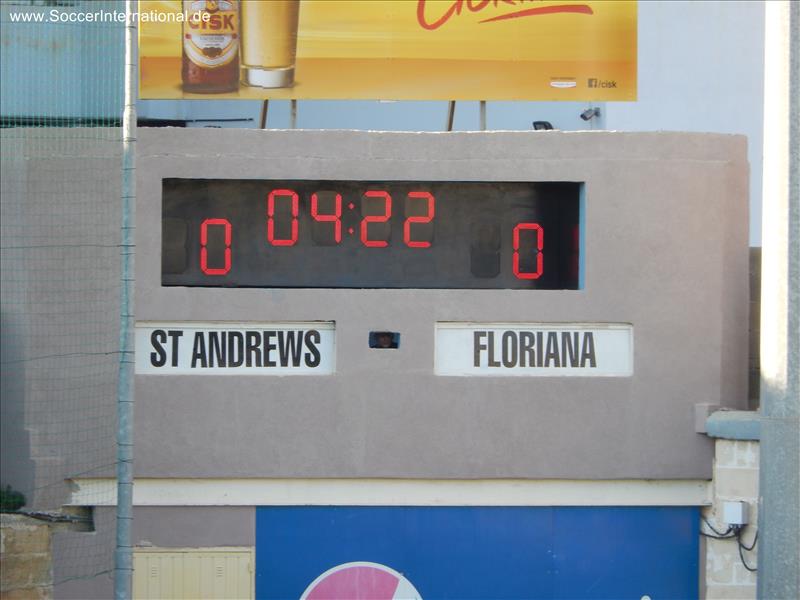 www.SoccerInternational.de
CISK
/cisk
0 04:22 0
ST ANDREWS FLORIANA